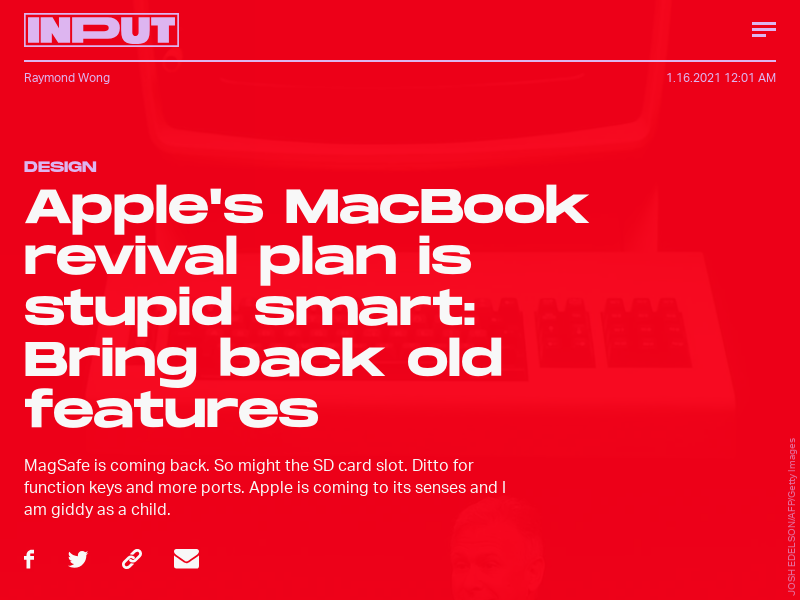 INPUT
Raymond Wong
1.16.2021 12:01 AM
DESIGN
Apple's MacBook
revival plan is
stupid smart:
Bring back old
features
MagSafe is coming back. So might the SD card slot. Ditto for
function keys and more ports. Apple is coming to its senses and I
am giddy as a child.
JOSH EDELSON/AFP/Getty Images